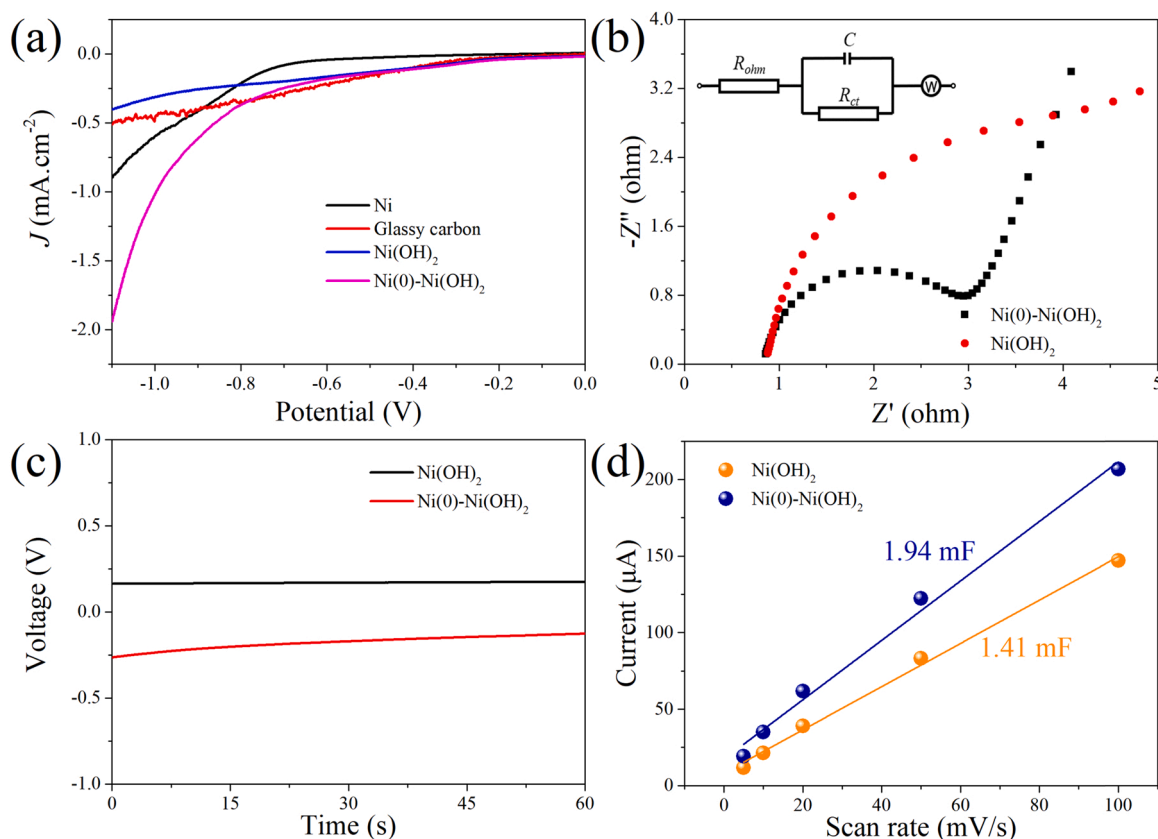 (a)
0.0
-0.5
-1.0
-1.5
-2.0
J (mA.cm⁻²)
Ni
Glassy carbon
Ni(OH)₂
Ni(0)-Ni(OH)₂
-1.0 -0.8 -0.6 -0.4 -0.2 0.0
Potential (V)
(b)
3.2
2.4
1.6
0.8
0.0
-Z" (ohm)
C
R_ohm
R_ct
W
Ni(0)-Ni(OH)₂
Ni(OH)₂
0 1 2 3 4 5
Z' (ohm)
(c)
1.0
0.5
0.0
-0.5
-1.0
Voltage (V)
Ni(OH)₂
Ni(0)-Ni(OH)₂
0 15 30 45 60
Time (s)
(d)
200
150
100
50
0
Current (µA)
Ni(OH)₂
Ni(0)-Ni(OH)₂
1.94 mF
1.41 mF
0 20 40 60 80 100
Scan rate (mV/s)